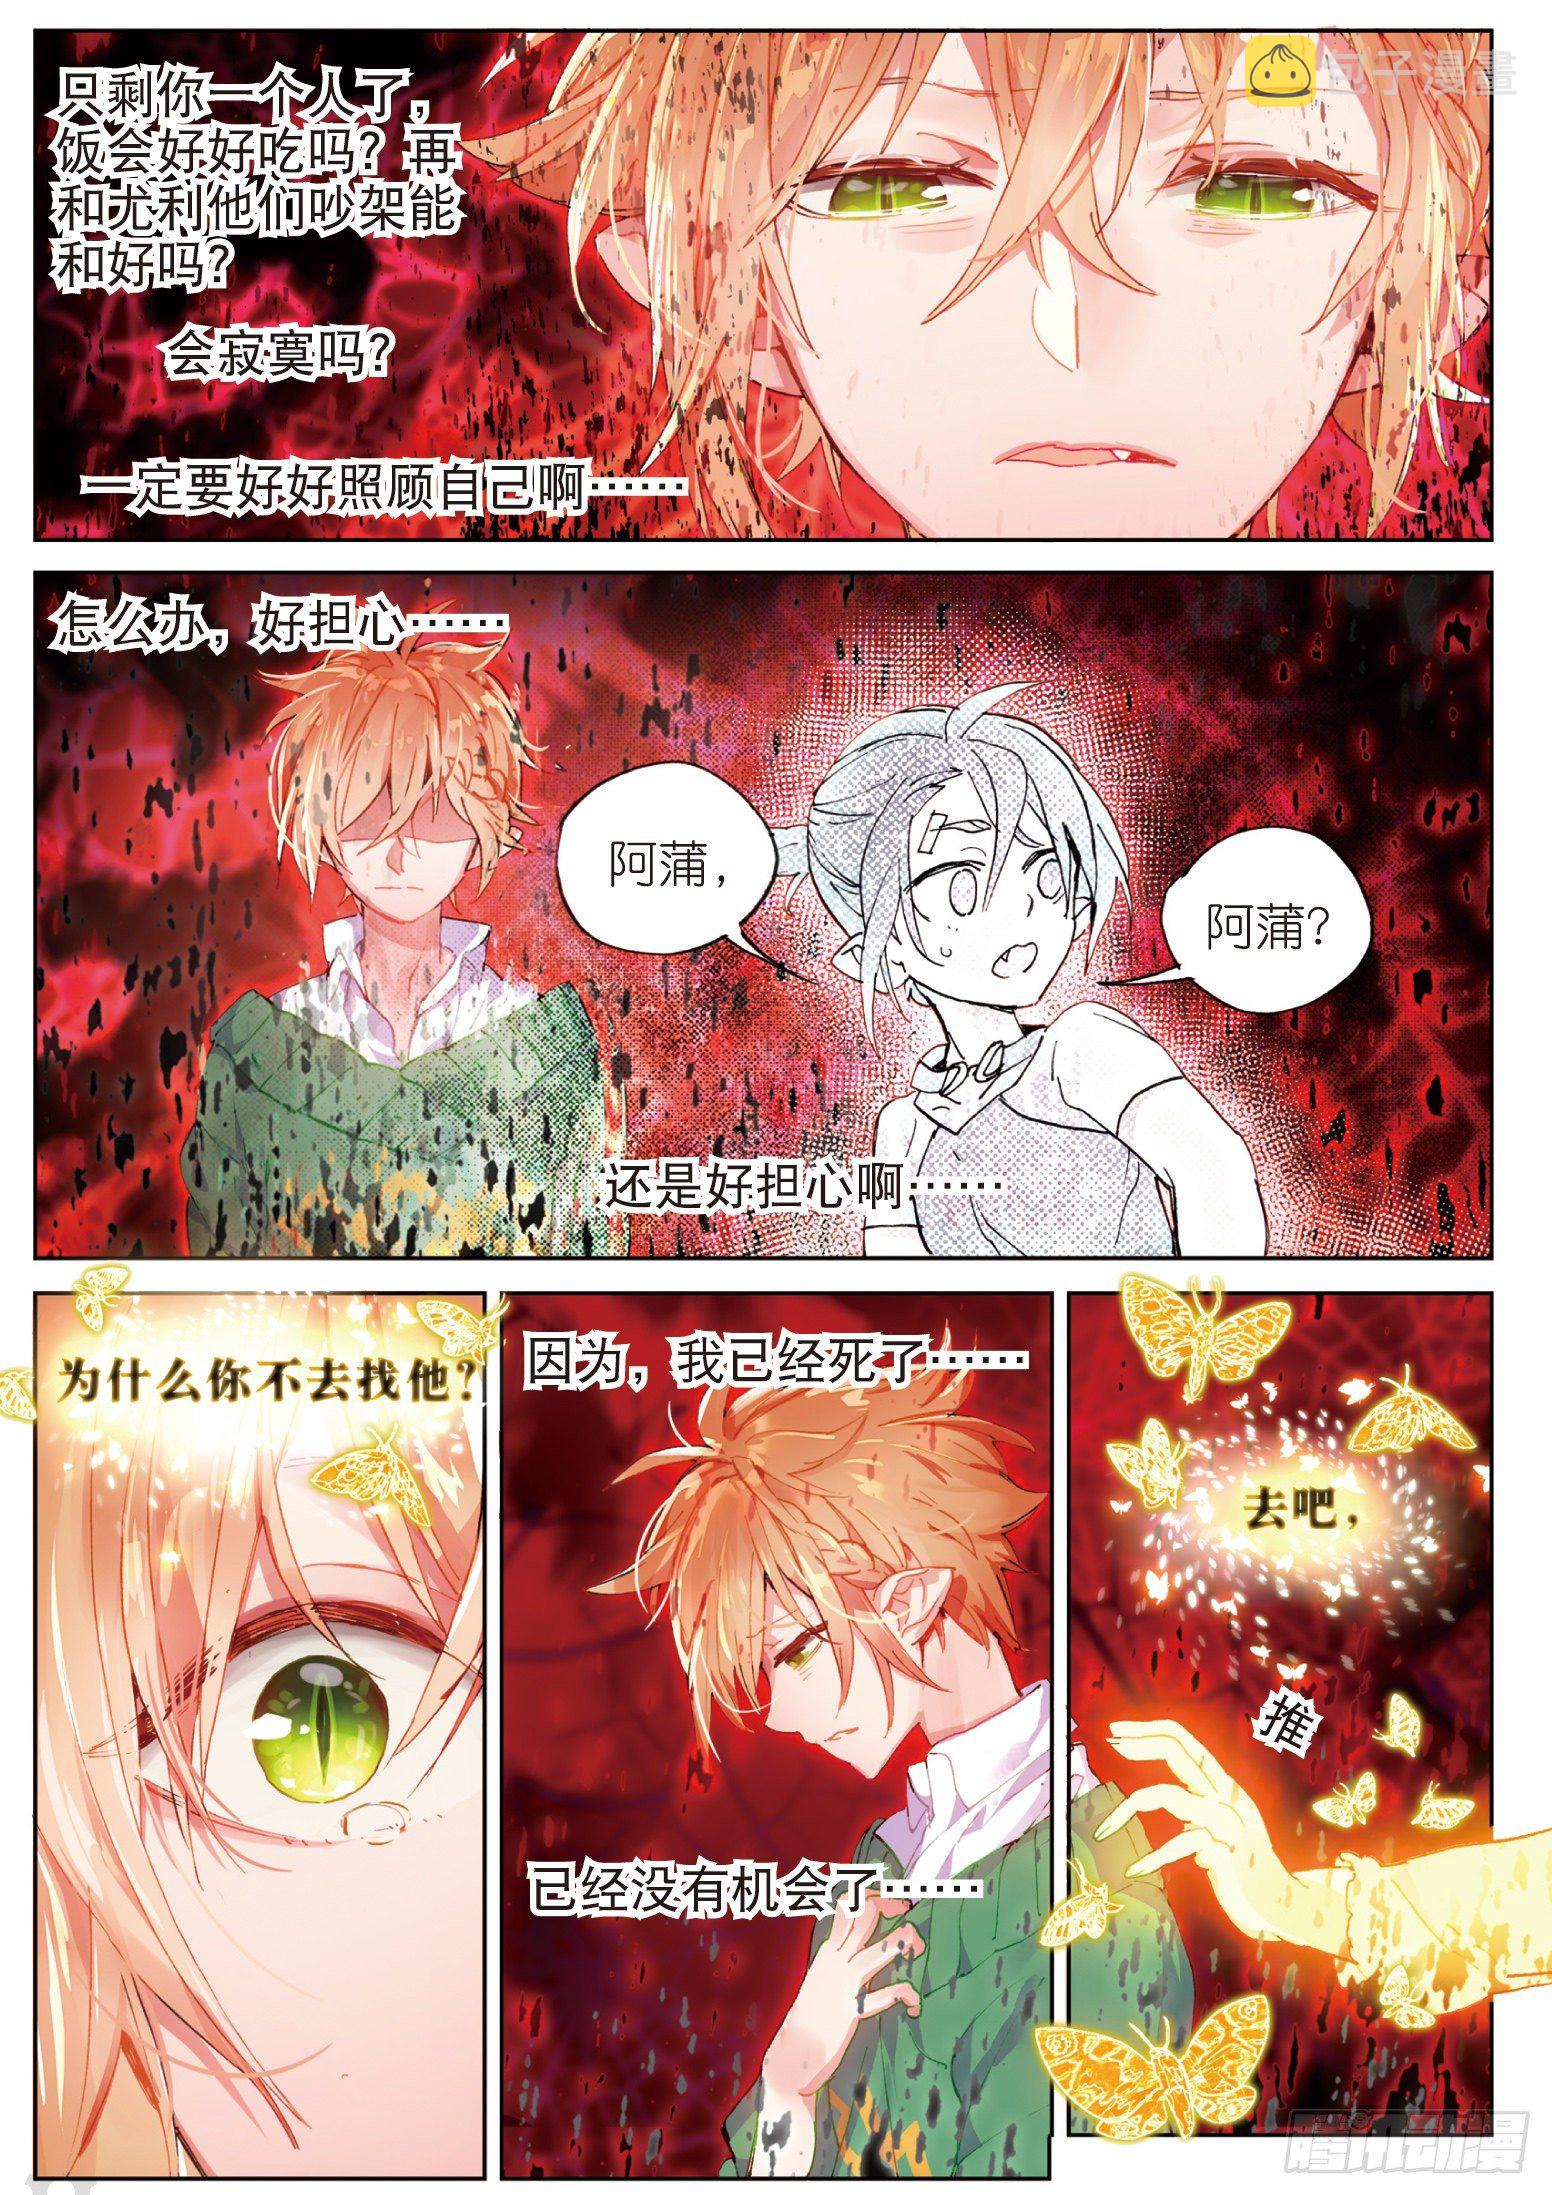 包子漫畫
只剩你一个人了，
饭会好好吃吗？再
和尤利他们吵架能
和好吗？
会寂寞吗？
一定要好好照顾自己啊……
怎么办，好担心……
阿蒲，
阿蒲？
还是好担心啊……
为什么你不去找他？
因为，我已经死了……
已经没有机会了……
去吧，
推
腾讯动漫